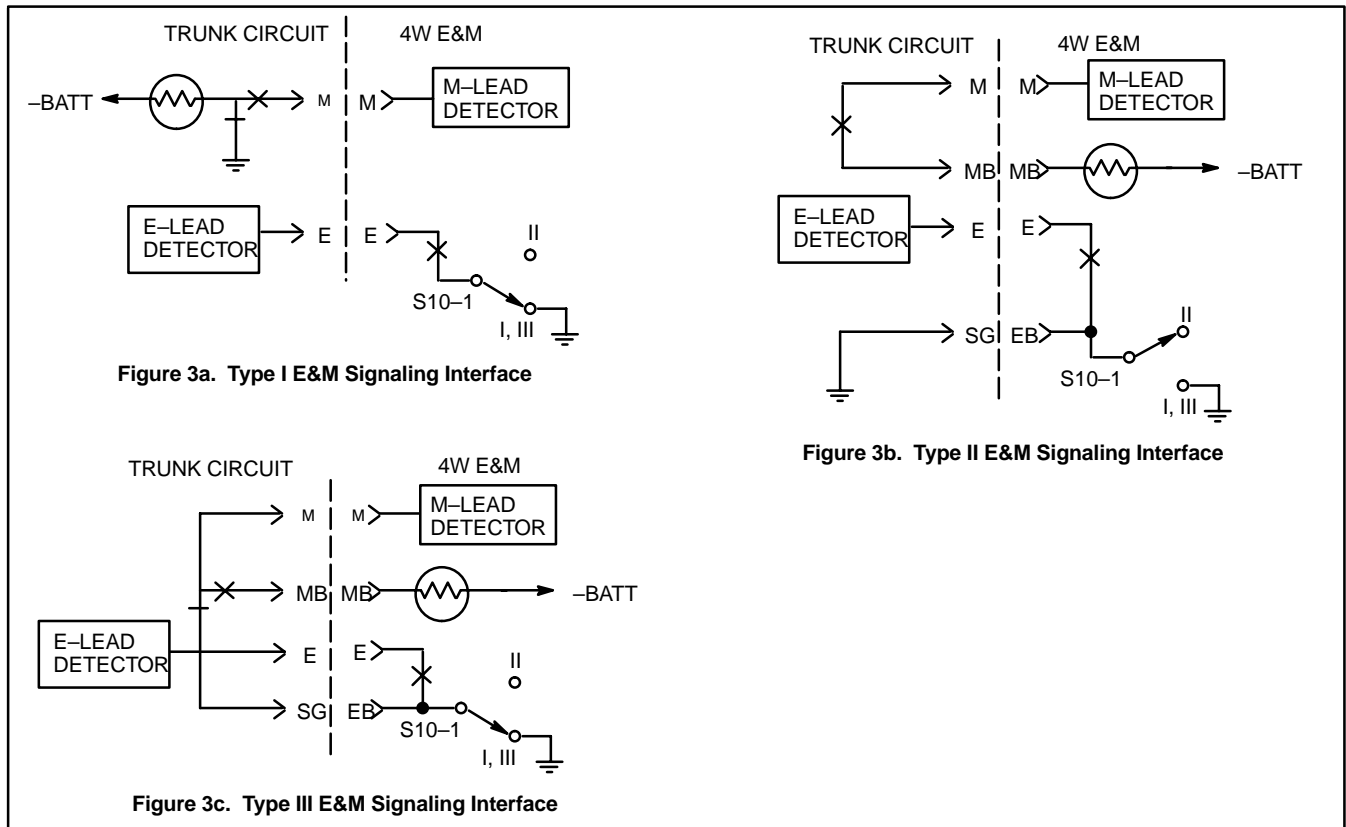 TRUNK CIRCUIT
4W E&M
–BATT
M
M
M–LEAD
DETECTOR
E–LEAD
DETECTOR
E
E
II
S10–1
I, III
Figure 3a. Type I E&M Signaling Interface
TRUNK CIRCUIT
4W E&M
M
M
M–LEAD
DETECTOR
MB
MB
–BATT
E–LEAD
DETECTOR
E
E
SG
EB
II
S10–1
I, III
Figure 3b. Type II E&M Signaling Interface
TRUNK CIRCUIT
4W E&M
M
M
M–LEAD
DETECTOR
MB
MB
–BATT
E–LEAD
DETECTOR
E
E
II
SG
EB
S10–1
I, III
Figure 3c. Type III E&M Signaling Interface